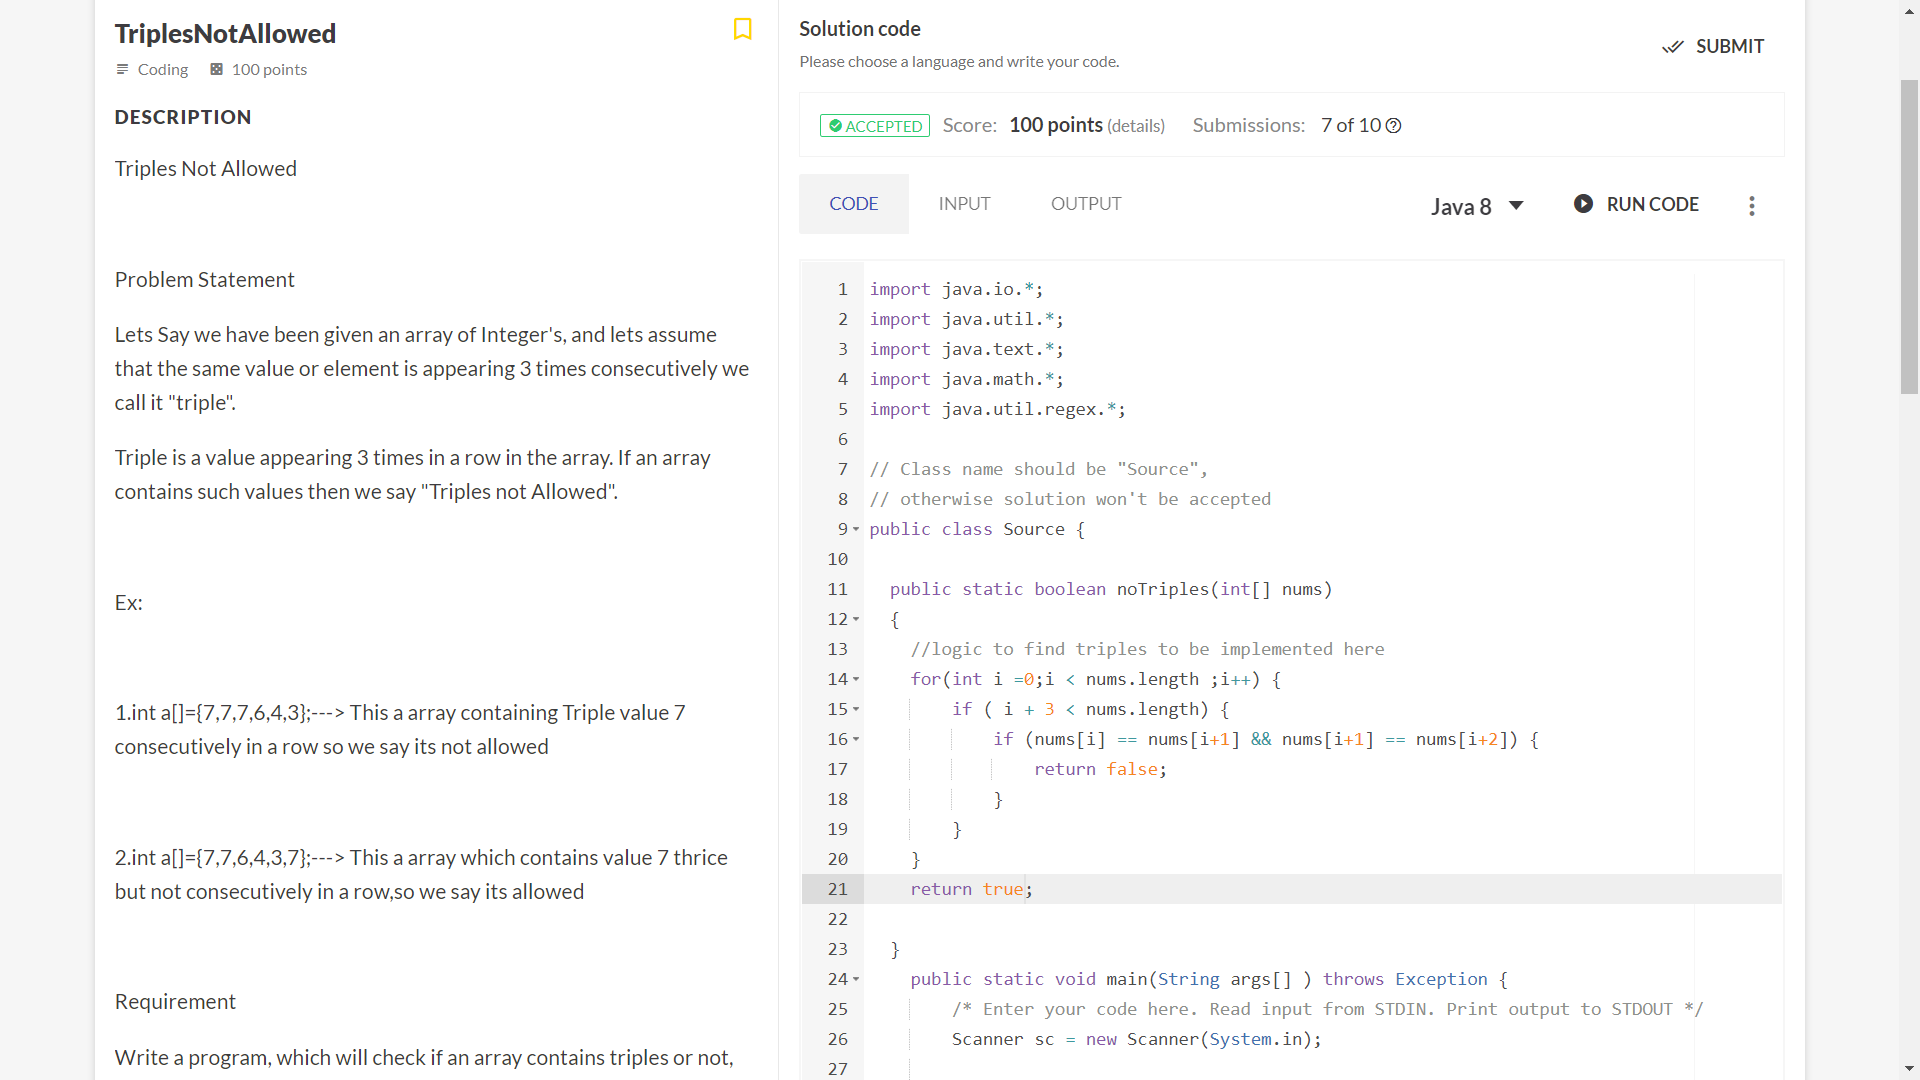 TriplesNotAllowed
Coding 100 points
DESCRIPTION
Triples Not Allowed
Problem Statement
Lets Say we have been given an array of Integer's, and lets assume
that the same value or element is appearing 3 times consecutively we
call it "triple".
Triple is a value appearing 3 times in a row in the array. If an array
contains such values then we say "Triples not Allowed".
Ex:
1.int a[]={7,7,7,6,4,3};---> This a array containing Triple value 7
consecutively in a row so we say its not allowed
2.int a[]={7,7,6,4,3,7};---> This a array which contains value 7 thrice
but not consecutively in a row,so we say its allowed
Requirement
Write a program, which will check if an array contains triples or not,
Solution code
Please choose a language and write your code.
SUBMIT
ACCEPTED Score: 100 points (details) Submissions: 7 of 10
CODE INPUT OUTPUT Java 8 RUN CODE
1 import java.io.*;
2 import java.util.*;
3 import java.text.*;
4 import java.math.*;
5 import java.util.regex.*;
6
7 // Class name should be "Source",
8 // otherwise solution won't be accepted
9 public class Source {
10
11 public static boolean noTriples(int[] nums)
12 {
13 //logic to find triples to be implemented here
14 for(int i =0;i < nums.length ;i++) {
15 if ( i + 3 < nums.length) {
16 if (nums[i] == nums[i+1] && nums[i+1] == nums[i+2]) {
17 return false;
18 }
19 }
20 }
21 return true;
22
23 }
24 public static void main(String args[] ) throws Exception {
25 /* Enter your code here. Read input from STDIN. Print output to STDOUT */
26 Scanner sc = new Scanner(System.in);
27